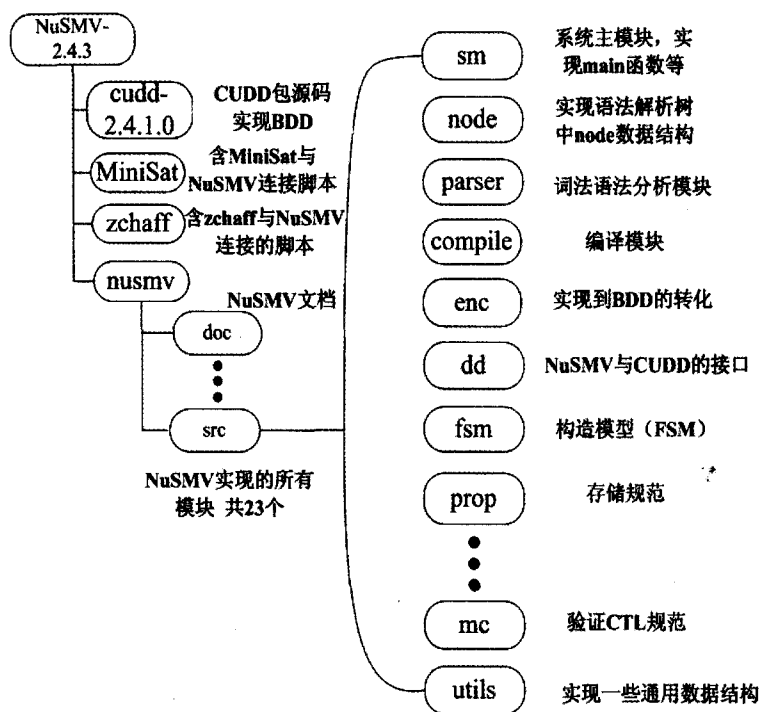 NuSMV-
2.4.3
cudd-
2.4.1.0
CUDD包源码
实现BDD
MiniSat
含MiniSat与
NuSMV连接脚本
zchaff
含zchaff与NuSMV
连接的脚本
nusmv
NuSMV文档
doc
src
NuSMV实现的所有
模块 共23个
sm
系统主模块，实
现main函数等
node
实现语法解析树
中node数据结构
parser
词法语法分析模块
compile
编译模块
enc
实现到BDD的转化
dd
NuSMV与CUDD的接口
fsm
构造模型（FSM）
prop
存储规范
mc
验证CTL规范
utils
实现一些通用数据结构